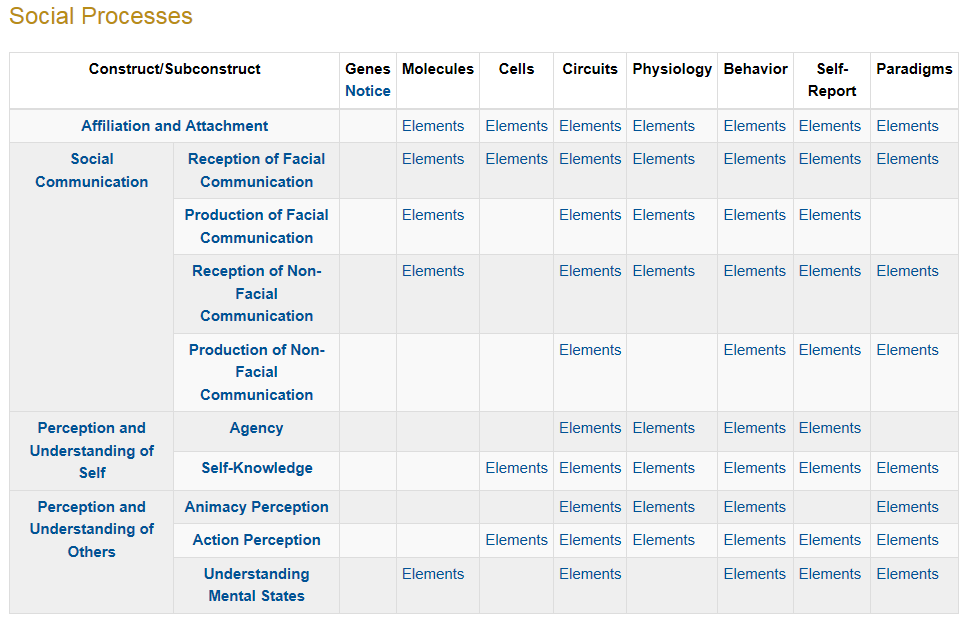 Social Processes
Construct/Subconstruct Genes Molecules Cells Circuits Physiology Behavior Self- Paradigms
Notice Report
Affiliation and Attachment Elements Elements Elements Elements Elements Elements Elements
Social Reception of Facial Elements Elements Elements Elements Elements Elements Elements
Communication Communication
Production of Facial Elements Elements Elements Elements Elements
Communication
Reception of Non- Elements Elements Elements Elements Elements Elements
Facial
Communication
Production of Non- Elements Elements Elements Elements
Facial
Communication
Perception and Agency Elements Elements Elements Elements
Understanding of
Self Self-Knowledge Elements Elements Elements Elements Elements Elements
Perception and Animacy Perception Elements Elements Elements Elements
Understanding of
Others Action Perception Elements Elements Elements Elements Elements Elements
Understanding Elements Elements Elements Elements Elements
Mental States